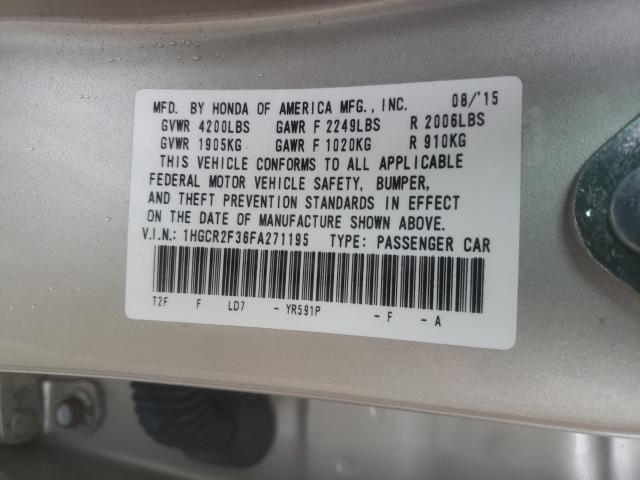 MFD. BY HONDA OF AMERICA MFG., INC. 08/'15
GVWR 4200LBS GAWR F 2249LBS R 2006LBS
GVWR 1905KG GAWR F 1020KG R 910KG
THIS VEHICLE CONFORMS TO ALL APPLICABLE
FEDERAL MOTOR VEHICLE SAFETY, BUMPER,
AND THEFT PREVENTION STANDARDS IN EFFECT
ON THE DATE OF MANUFACTURE SHOWN ABOVE.
V.I.N.: 1HGCR2F36FA271195 TYPE: PASSENGER CAR
T2F F LD7 - YR591P - F - A